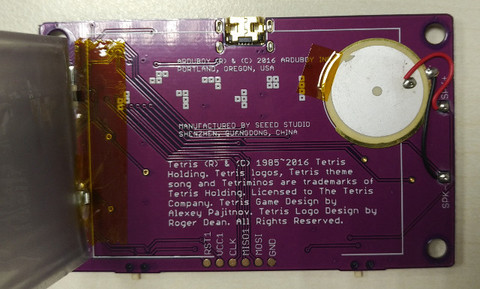 ARDUBOY (R) & (C) 2016 ARDUBOY INC
PORTLAND, OREGON, USA
MANUFACTURED BY SEEED STUDIO
SHENZHEN, GUANGDONG, CHINA
Tetris (R) & (C) 1985~2016 Tetris
Holding. Tetris logos, Tetris theme
song and Tetriminos are trademarks of
Tetris Holding. Licensed to The Tetris
Company. Tetris Game Design by
Alexey Pajitnov. Tetris Logo Design by
Roger Dean. All Rights Reserved.
RST1
VCC1
CLK
MISO1
MOSI
GND